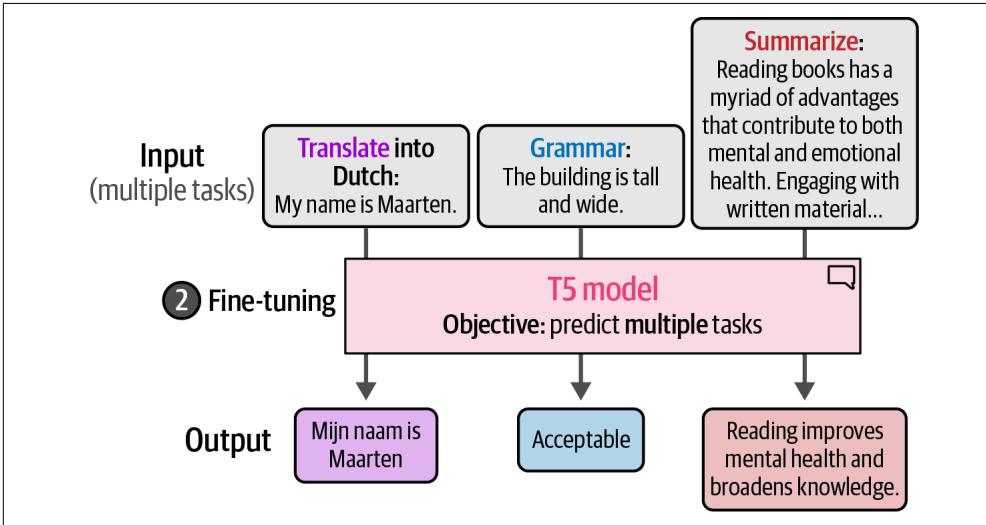 Input
(multiple tasks)
Translate into
Dutch:
My name is Maarten.
Grammar:
The building is tall
and wide.
Summarize:
Reading books has a
myriad of advantages
that contribute to both
mental and emotional
health. Engaging with
written material...
2 Fine-tuning
T5 model
Objective: predict multiple tasks
Output
Mijn naam is
Maarten
Acceptable
Reading improves
mental health and
broadens knowledge.